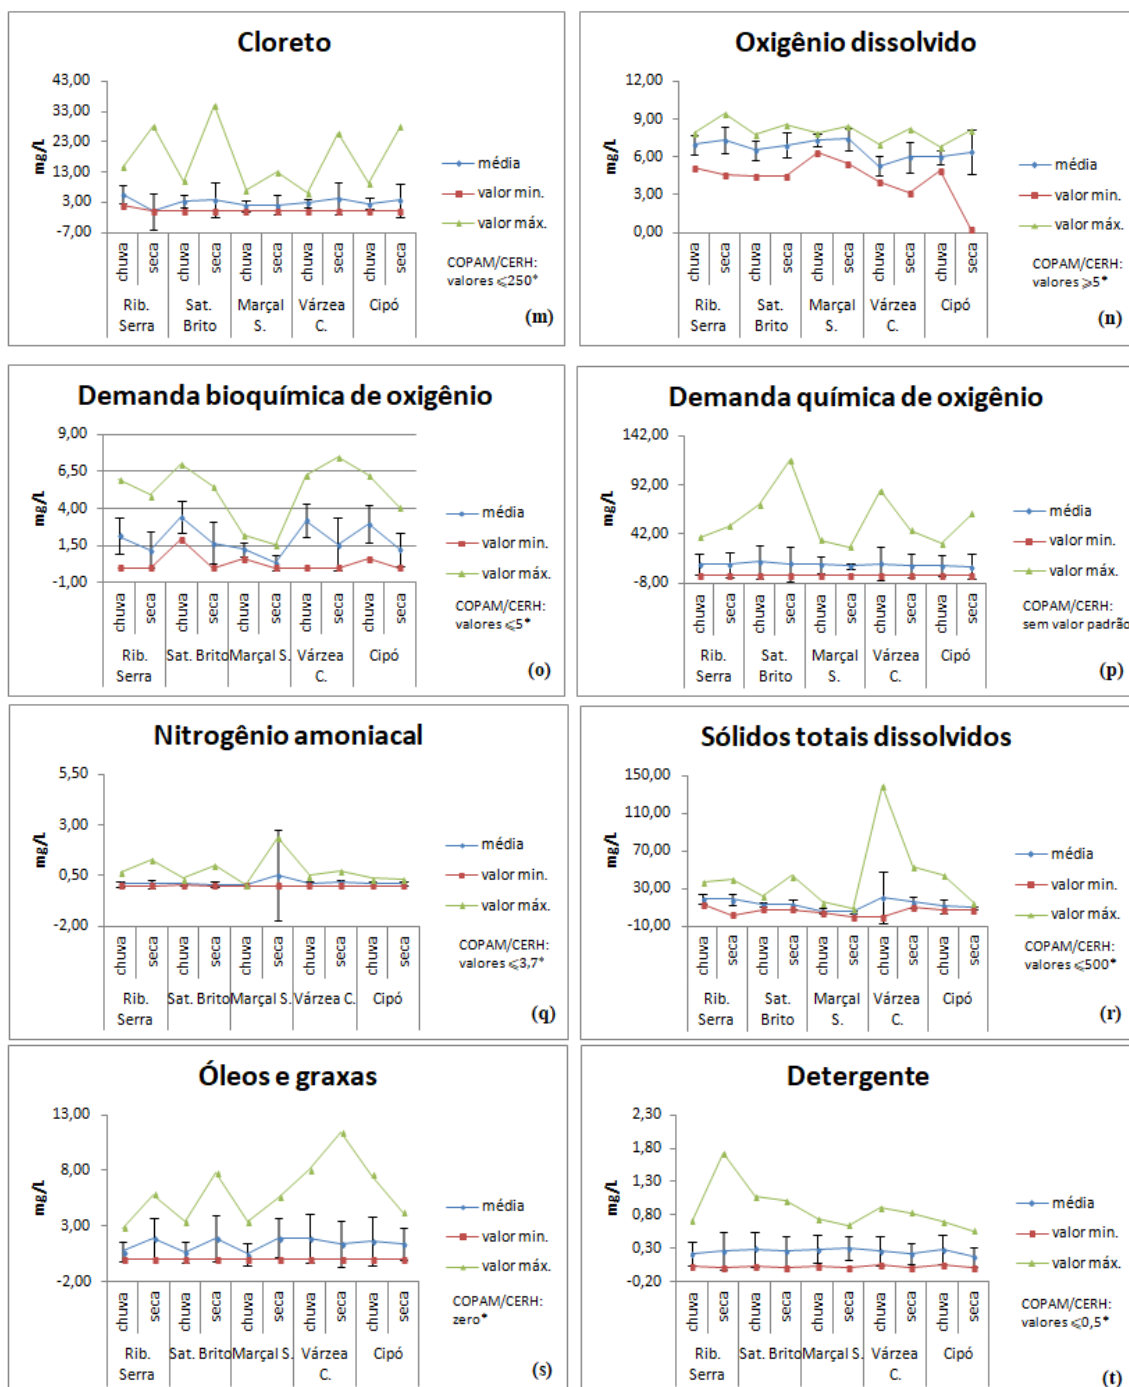 Cloreto
43,00
33,00
23,00
13,00
3,00
-7,00
mg/L
chuva
seca
chuva
seca
chuva
seca
chuva
seca
chuva
seca
Rib.
Serra
Sat.
Brito
Marçal
S.
Várzea
C.
Cipó
média
valor min.
valor máx.
COPAM/CERH:
valores ⩽250*
(m)
Oxigênio dissolvido
12,00
9,00
6,00
3,00
0,00
mg/L
chuva
seca
chuva
seca
chuva
seca
chuva
seca
chuva
seca
Rib.
Serra
Sat.
Brito
Marçal
S.
Várzea
C.
Cipó
média
valor min.
valor máx.
COPAM/CERH:
valores ⩾5*
(n)
Demanda bioquímica de oxigênio
9,00
6,50
4,00
1,50
-1,00
mg/L
chuva
seca
chuva
seca
chuva
seca
chuva
seca
chuva
seca
Rib.
Serra
Sat. Brito
Marçal S.
Várzea
C.
Cipó
média
valor min.
valor máx.
COPAM/CERH:
valores ⩽5*
(o)
Demanda química de oxigênio
142,00
92,00
42,00
-8,00
mg/L
chuva
seca
chuva
seca
chuva
seca
chuva
seca
chuva
seca
Rib.
Serra
Sat.
Brito
Marçal
S.
Várzea
C.
Cipó
média
valor min.
valor máx.
COPAM/CERH:
sem valor padrão
(p)
Nitrogênio amoniacal
5,50
3,00
0,50
-2,00
mg/L
chuva
seca
chuva
seca
chuva
seca
chuva
seca
chuva
seca
Rib.
Serra
Sat. Brito
Marçal S.
Várzea C.
Cipó
média
valor min.
valor máx.
COPAM/CERH:
valores ⩽3,7*
(q)
Sólidos totais dissolvidos
150,00
110,00
70,00
30,00
-10,00
mg/L
chuva
seca
chuva
seca
chuva
seca
chuva
seca
chuva
seca
Rib.
Serra
Sat.
Brito
Marçal
S.
Várzea
C.
Cipó
média
valor min.
valor máx.
COPAM/CERH:
valores ⩽500*
(r)
Óleos e graxas
13,00
8,00
3,00
-2,00
mg/L
chuva
seca
chuva
seca
chuva
seca
chuva
seca
chuva
seca
Rib.
Serra
Sat. Brito
Marçal S.
Várzea
C.
Cipó
média
valor min.
valor máx.
COPAM/CERH:
zero*
(s)
Detergente
2,30
1,80
1,30
0,80
0,30
-0,20
mg/L
chuva
seca
chuva
seca
chuva
seca
chuva
seca
chuva
seca
Rib.
Serra
Sat.
Brito
Marçal
S.
Várzea
C.
Cipó
média
valor min.
valor máx.
COPAM/CERH:
valores ⩽0,5*
(t)